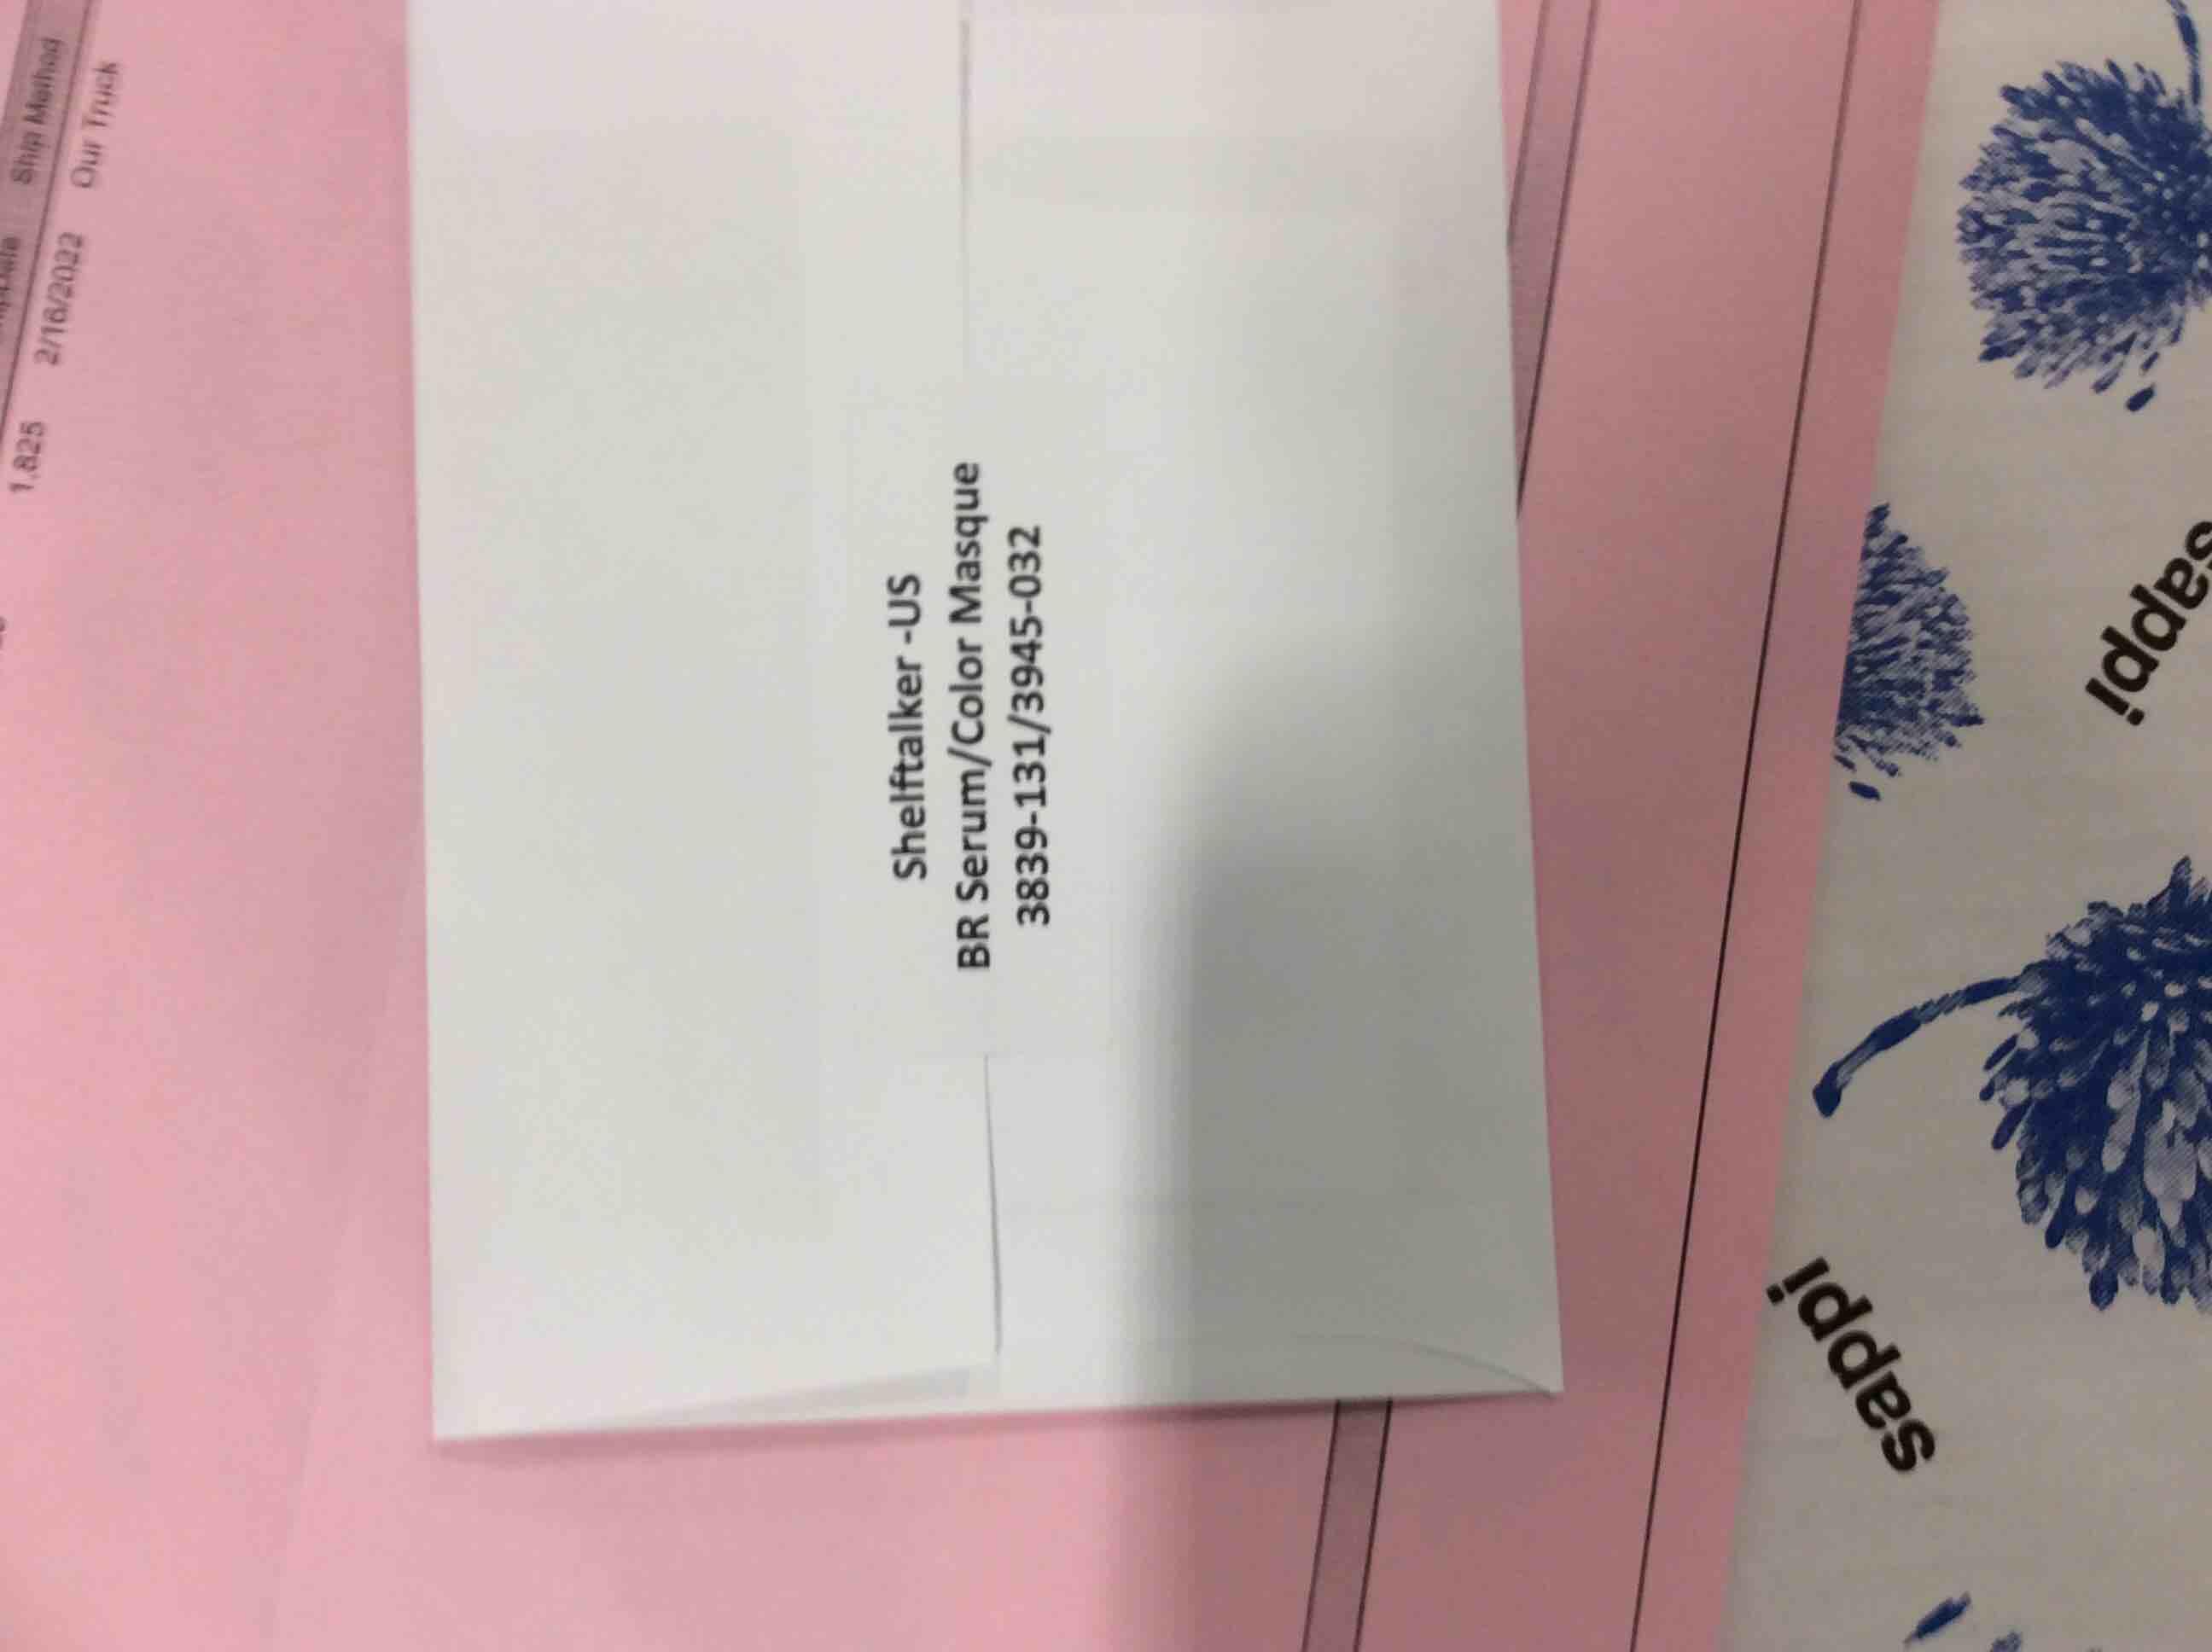 Ship Method
1,825 2/16/2022 Our Truck
Shelftalker -US
BR Serum/Color Masque
3839-131/3945-032
sappi
sappi